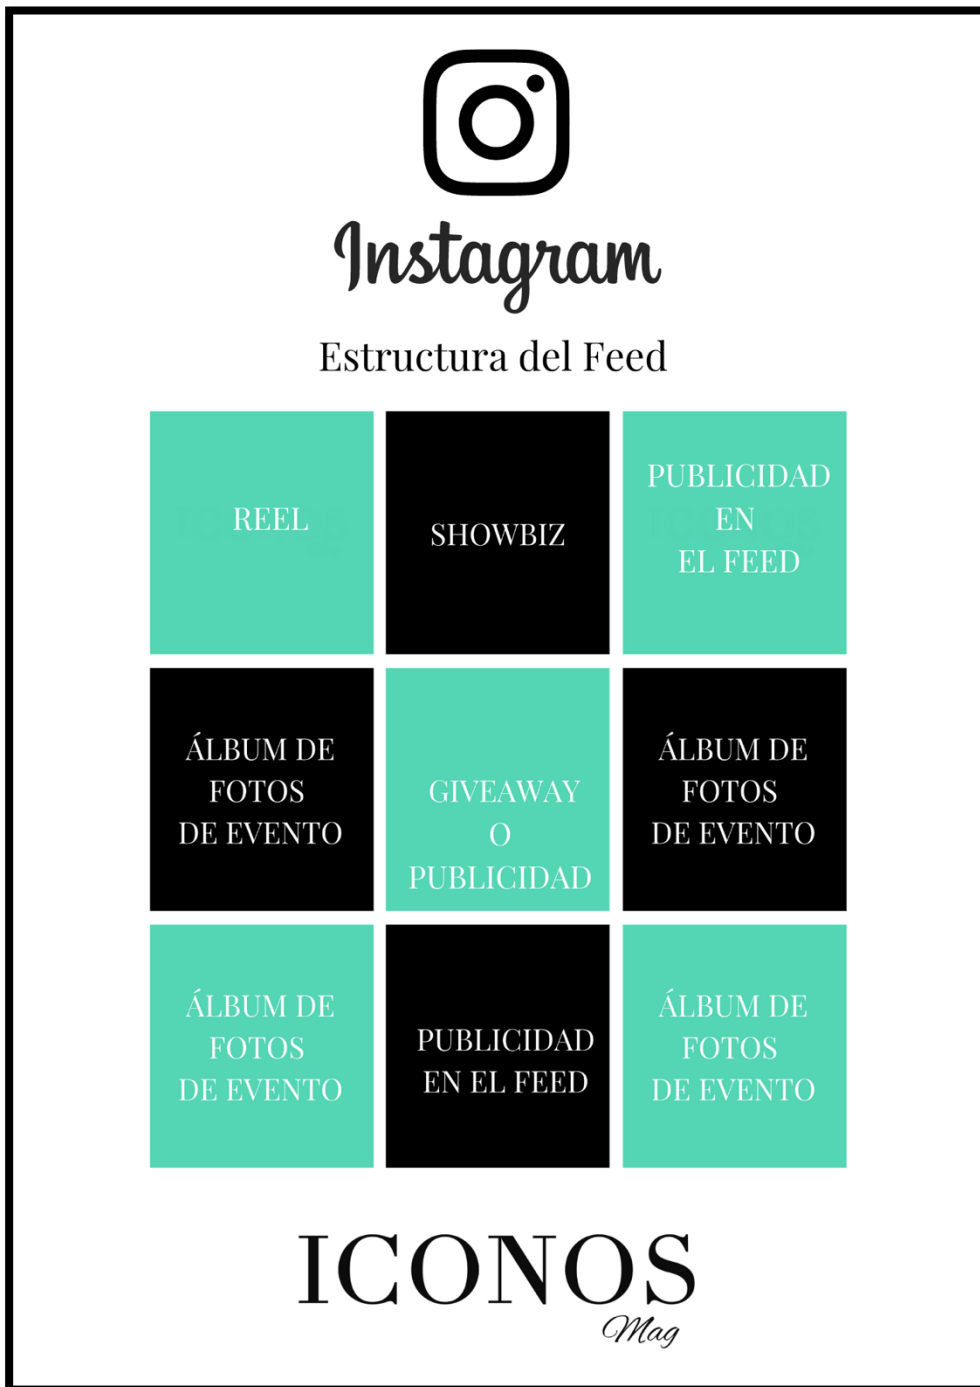 Instagram
Estructura del Feed
REEL
SHOWBIZ
PUBLICIDAD
EN
EL FEED
ÁLBUM DE
FOTOS
DE EVENTO
GIVEAWAY
O
PUBLICIDAD
ÁLBUM DE
FOTOS
DE EVENTO
ÁLBUM DE
FOTOS
DE EVENTO
PUBLICIDAD
EN EL FEED
ÁLBUM DE
FOTOS
DE EVENTO
ICONOS
Mag